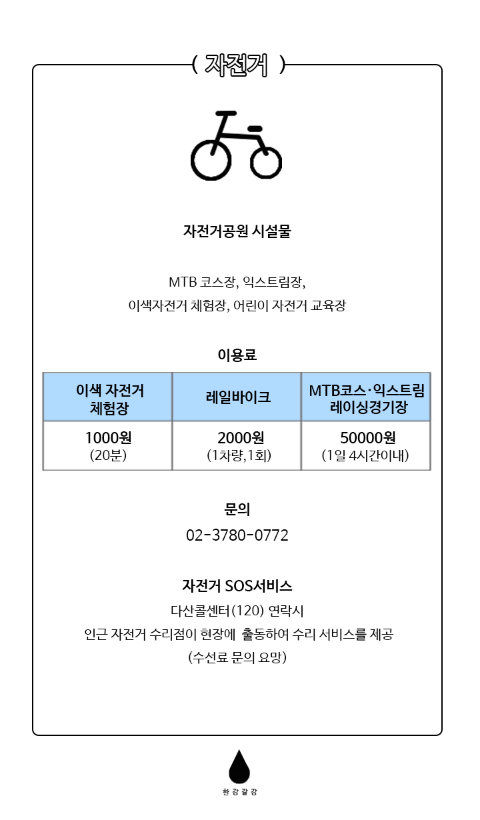 ( 자전거 )
자전거공원 시설물
MTB 코스장, 익스트림장,
이색자전거 체험장, 어린이 자전거 교육장
이용료
이색 자전거 체험장
레일바이크
MTB코스·익스트림 레이싱경기장
1000원
(20분)
2000원
(1차량,1회)
50000원
(1일 4시간이내)
문의
02-3780-0772
자전거 SOS서비스
다산콜센터(120) 연락시
인근 자전거 수리점이 현장에 출동하여 수리 서비스를 제공
(수선료 문의 요망)
한강갈감